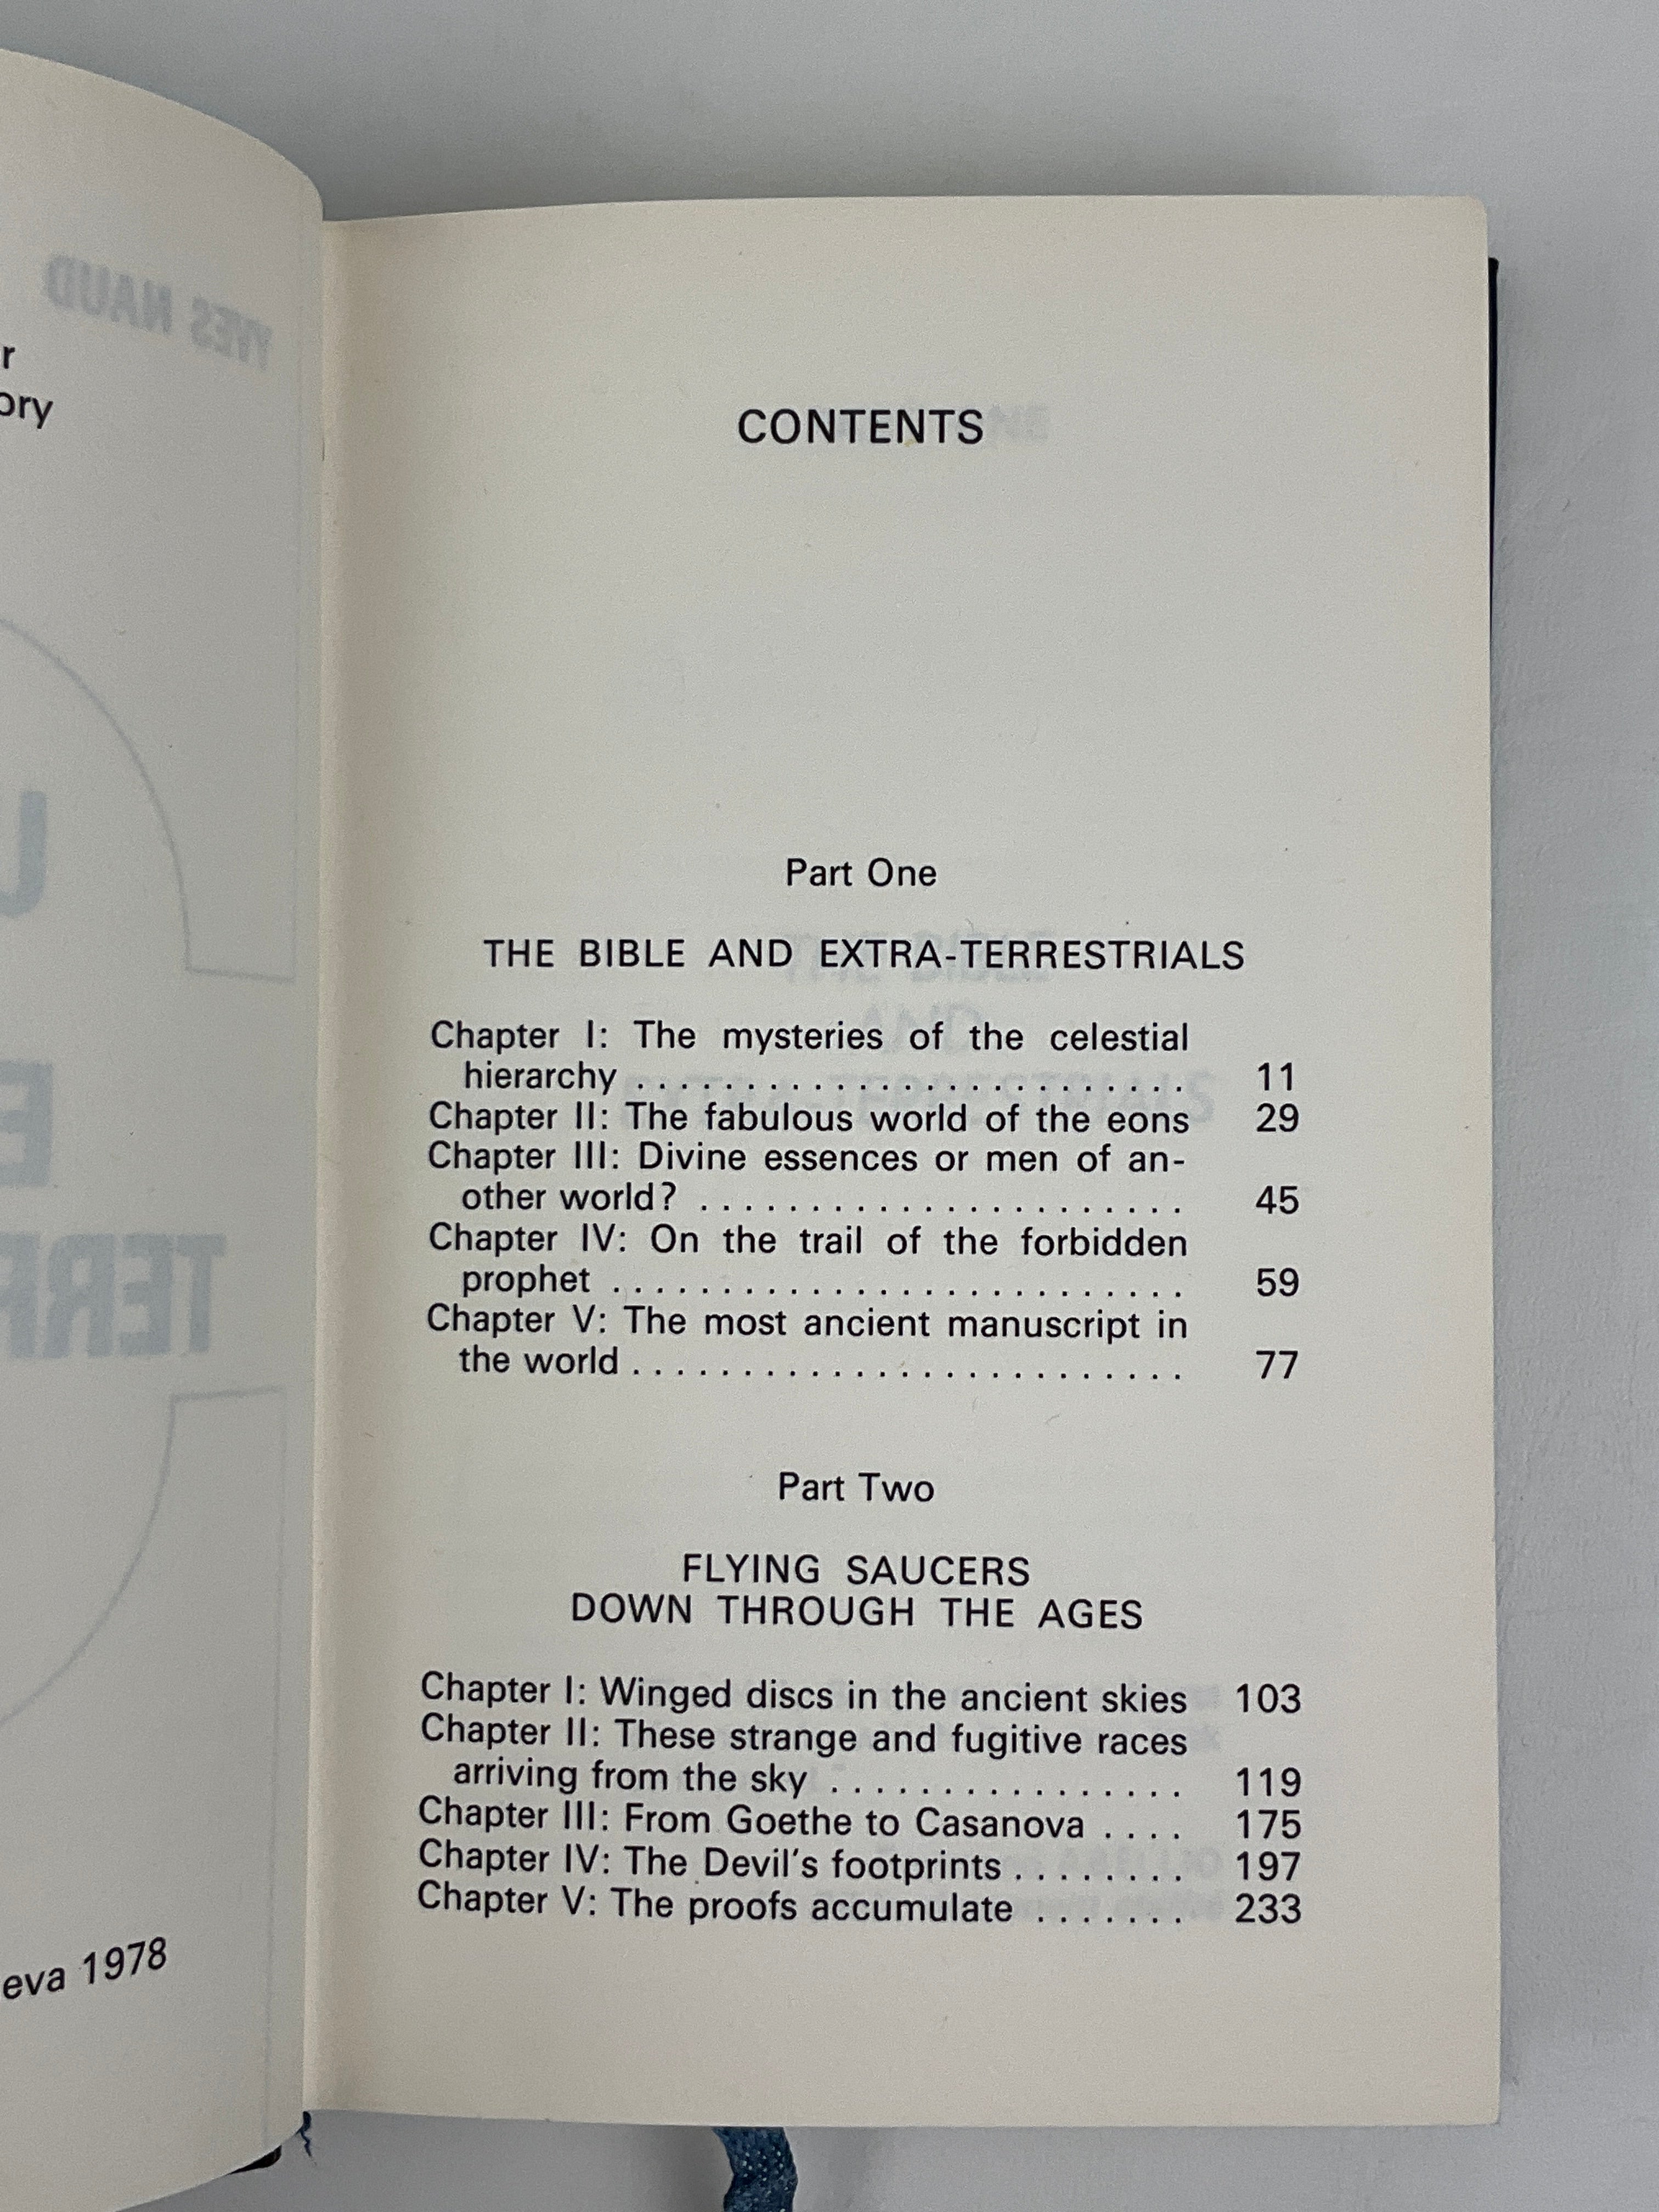 YVES NAUD
r
ory
U
E
TERR
eva 1978
CONTENTS
Part One
THE BIBLE AND EXTRA-TERRESTRIALS
Chapter I: The mysteries of the celestial
hierarchy . . . . . . . . . . . . . . . . . . . . . . . . . 11
Chapter II: The fabulous world of the eons 29
Chapter III: Divine essences or men of an-
other world? . . . . . . . . . . . . . . . . . . . . . . 45
Chapter IV: On the trail of the forbidden
prophet . . . . . . . . . . . . . . . . . . . . . . . . . . 59
Chapter V: The most ancient manuscript in
the world . . . . . . . . . . . . . . . . . . . . . . . . . 77
Part Two
FLYING SAUCERS
DOWN THROUGH THE AGES
Chapter I: Winged discs in the ancient skies 103
Chapter II: These strange and fugitive races
arriving from the sky . . . . . . . . . . . . . . . . 119
Chapter III: From Goethe to Casanova . . . . 175
Chapter IV: The Devil's footprints . . . . . . . . 197
Chapter V: The proofs accumulate . . . . . . . 233